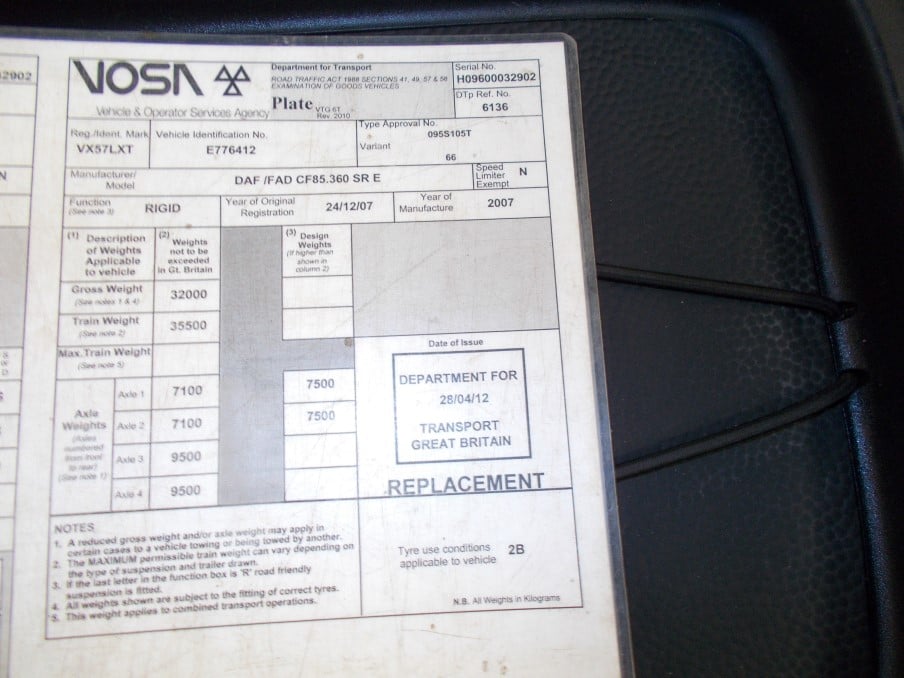 32902
VOSA
Vehicle & Operator Services Agency
Department for Transport
ROAD TRAFFIC ACT 1988 SECTIONS 41, 49, 57 & 58
EXAMINATION OF GOODS VEHICLES
Plate VTG 6T
Rev. 2010
Serial No.
H09600032902
DTp Ref. No.
6136
Reg./Ident. Mark
VX57LXT
Vehicle Identification No.
E776412
Type Approval No.
095S105T
Variant
66
Manufacturer/
Model
DAF /FAD CF85.360 SR E
Speed
Limiter
Exempt
N
N
Function
(See note 3)
RIGID
Year of Original
Registration
24/12/07
Year of
Manufacture
2007
(1) Description
of Weights
Applicable
to vehicle
(2) Weights
not to be
exceeded
in Gt. Britain
(3) Design
Weights
(if higher than
shown in
column 2)
Gross Weight
(See notes 1 & 4)
32000
Train Weight
(See note 2)
35500
Max.Train Weight
(See note 5)
Axle
Weights
(Axles
numbered
from front
to rear)
(See note 1)
Axle 1 7100 7500
Axle 2 7100 7500
Axle 3 9500
Axle 4 9500
Date of Issue
DEPARTMENT FOR
28/04/12
TRANSPORT
GREAT BRITAIN
REPLACEMENT
NOTES
1. A reduced gross weight and/or axle weight may apply in
certain cases to a vehicle towing or being towed by another.
2. The MAXIMUM permissible train weight can vary depending on
the type of suspension and trailer drawn.
3. If the last letter in the function box is 'R' road friendly
suspension is fitted.
4. All weights shown are subject to the fitting of correct tyres.
5. This weight applies to combined transport operations.
Tyre use conditions
applicable to vehicle
2B
N.B. All Weights in Kilograms